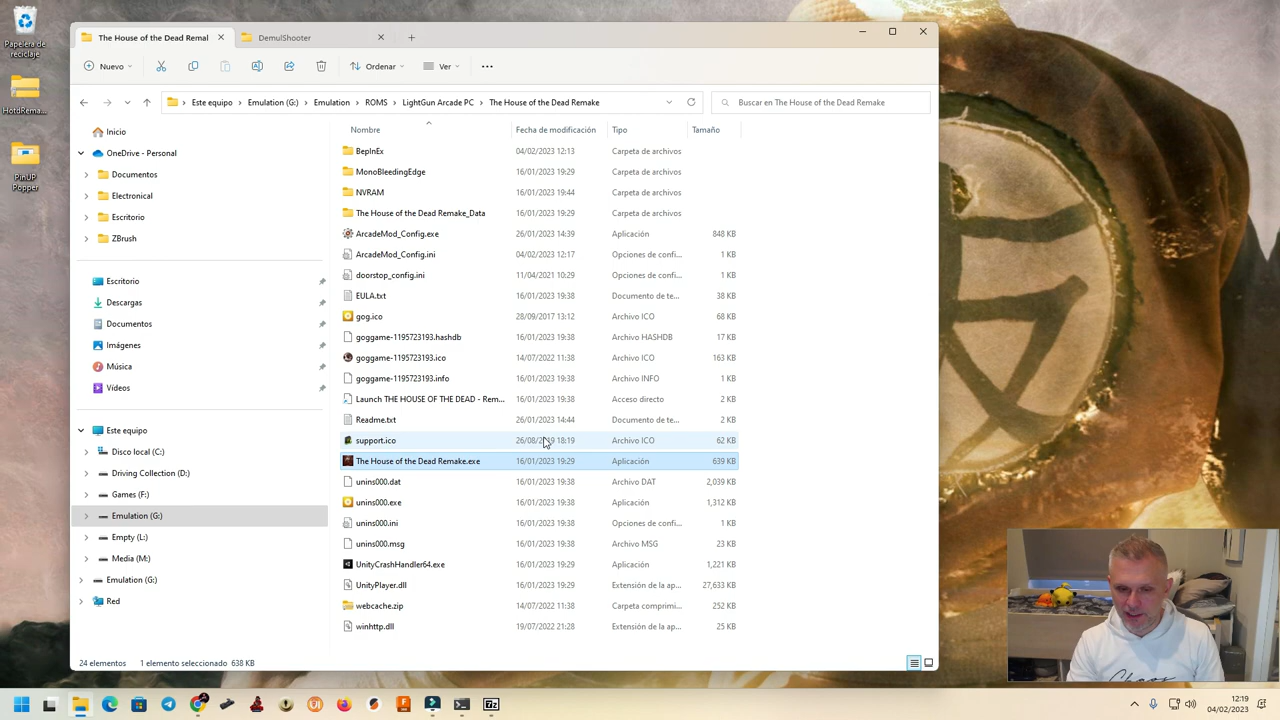 Papelera de
reciclaje
HotdRema...
PinUP
Popper
The House of the Dead Remal
DemulShooter
Nuevo
Ordenar
Ver
Este equipo > Emulation (G:) > Emulation > ROMS > LightGun Arcade PC > The House of the Dead Remake
Buscar en The House of the Dead Remake
Inicio
OneDrive - Personal
Documentos
Electronical
Escritorio
ZBrush
Escritorio
Descargas
Documentos
Imágenes
Música
Vídeos
Este equipo
Disco local (C:)
Driving Collection (D:)
Games (F:)
Emulation (G:)
Empty (L:)
Media (M:)
Emulation (G:)
Red
Nombre Fecha de modificación Tipo Tamaño
BepInEx 04/02/2023 12:13 Carpeta de archivos
MonoBleedingEdge 16/01/2023 19:29 Carpeta de archivos
NVRAM 16/01/2023 19:44 Carpeta de archivos
The House of the Dead Remake_Data 16/01/2023 19:29 Carpeta de archivos
ArcadeMod_Config.exe 26/01/2023 14:39 Aplicación 848 KB
ArcadeMod_Config.ini 04/02/2023 12:17 Opciones de confi... 1 KB
doorstop_config.ini 11/04/2021 10:29 Opciones de confi... 1 KB
EULA.txt 16/01/2023 19:38 Documento de te... 38 KB
gog.ico 28/09/2017 13:12 Archivo ICO 68 KB
goggame-1195723193.hashdb 16/01/2023 19:38 Archivo HASHDB 17 KB
goggame-1195723193.ico 14/07/2022 11:38 Archivo ICO 163 KB
goggame-1195723193.info 16/01/2023 19:38 Archivo INFO 1 KB
Launch THE HOUSE OF THE DEAD - Rem... 16/01/2023 19:38 Acceso directo 2 KB
Readme.txt 26/01/2023 14:44 Documento de te... 2 KB
support.ico 26/08/2019 18:19 Archivo ICO 62 KB
The House of the Dead Remake.exe 16/01/2023 19:29 Aplicación 639 KB
unins000.dat 16/01/2023 19:38 Archivo DAT 2,039 KB
unins000.exe 16/01/2023 19:38 Aplicación 1,312 KB
unins000.ini 16/01/2023 19:38 Opciones de confi... 1 KB
unins000.msg 16/01/2023 19:38 Archivo MSG 23 KB
UnityCrashHandler64.exe 16/01/2023 19:29 Aplicación 1,221 KB
UnityPlayer.dll 16/01/2023 19:29 Extensión de la ap... 27,633 KB
webcache.zip 14/07/2022 11:38 Carpeta comprimi... 252 KB
winhttp.dll 19/07/2022 21:28 Extensión de la ap... 25 KB
24 elementos 1 elemento seleccionado 638 KB
Chaos
12:19
04/02/2023